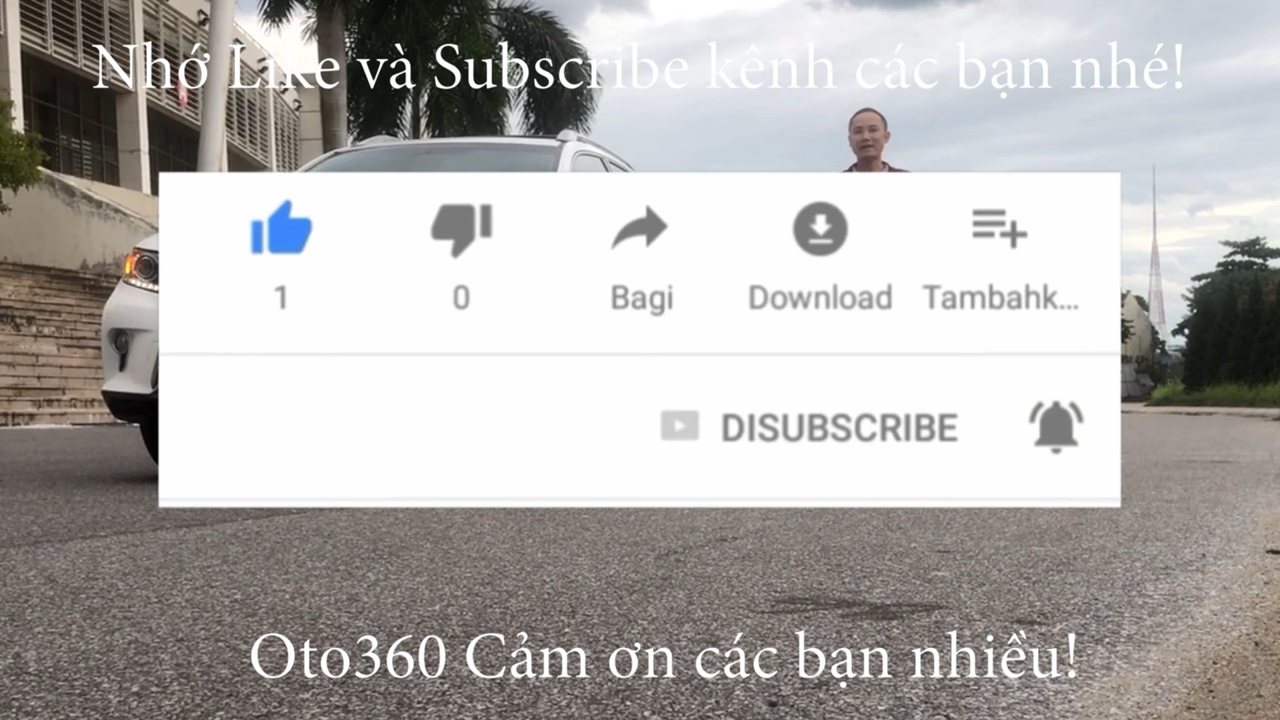 Nhớ Like và Subscribe kênh các bạn nhé!
1 0 Bagi Download Tambahk...
DISUBSCRIBE
Oto360 Cảm ơn các bạn nhiều!